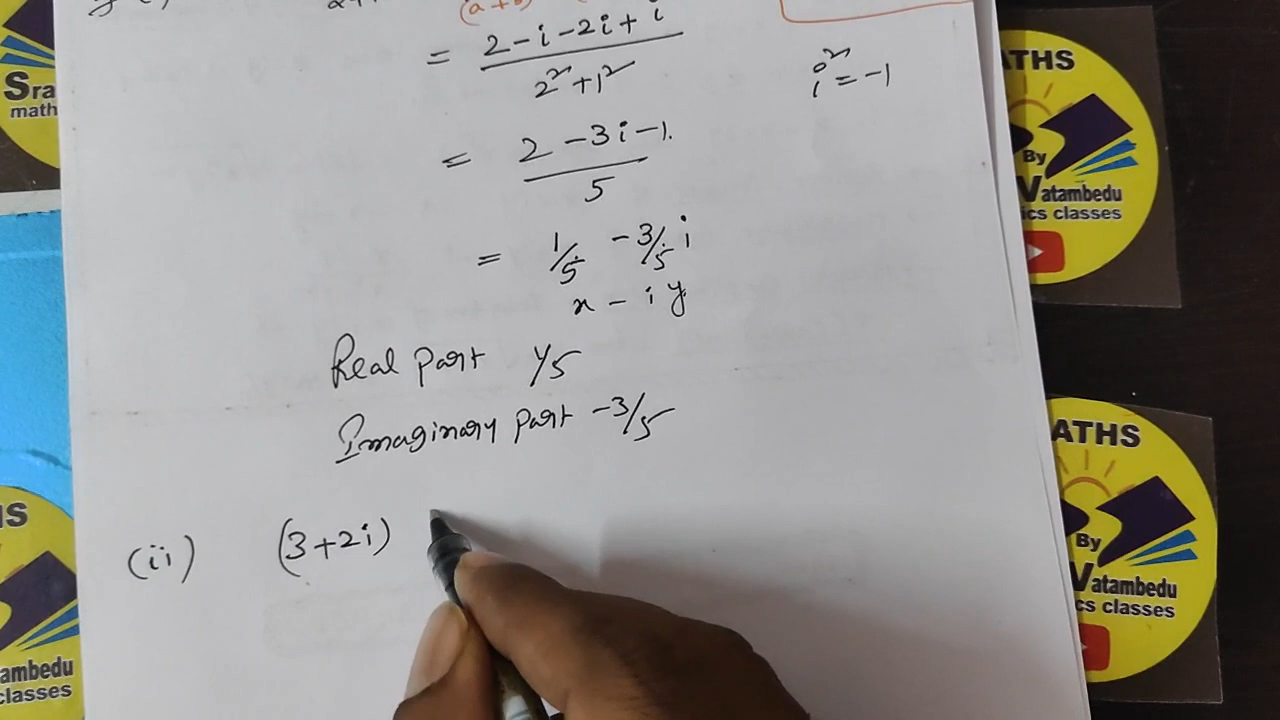 (a+b)
= 2 - i - 2i + i / 2² + 1²
i² = -1
= 2 - 3i - 1 / 5
= 1/5 - 3/5 i
x - iy
Real part 1/5
Imaginary part -3/5
(ii) (3+2i)
Sra
math
ATHS
By
Vatambedu
ics classes
ATHS
By
Vatambedu
cs classes
IS
ambedu
classes